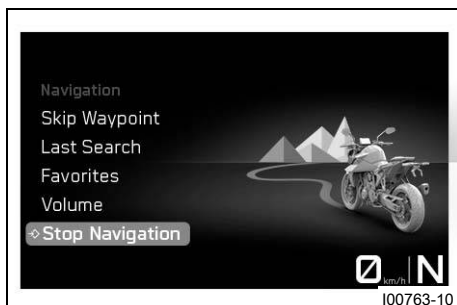 Navigation
Skip Waypoint
Last Search
Favorites
Volume
Stop Navigation
0 km/h N
I00763-10